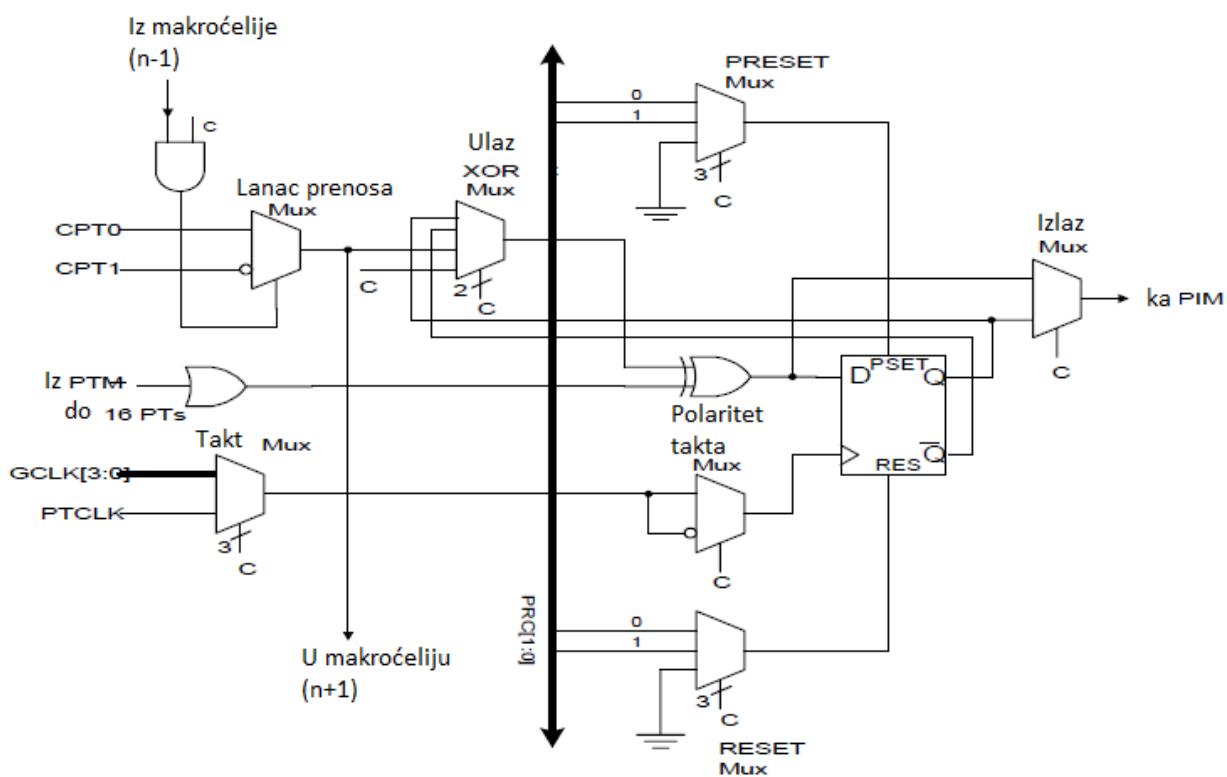 Iz makroćelije
(n-1)
C
PRESET
Mux
0
1
3
C
Ulaz
XOR
Mux
Lanac prenosa
Mux
CPT0
CPT1
C
2
C
Izlaz
Mux
ka PIM
C
Iz PTM
do 16 PTs
D PSET Q
RES Q̅
Polaritet
takta
Mux
C
Takt Mux
GCLK[3:0]
PTCLK
3
C
PRC[1:0]
0
1
3
C
RESET
Mux
U makroćeliju
(n+1)